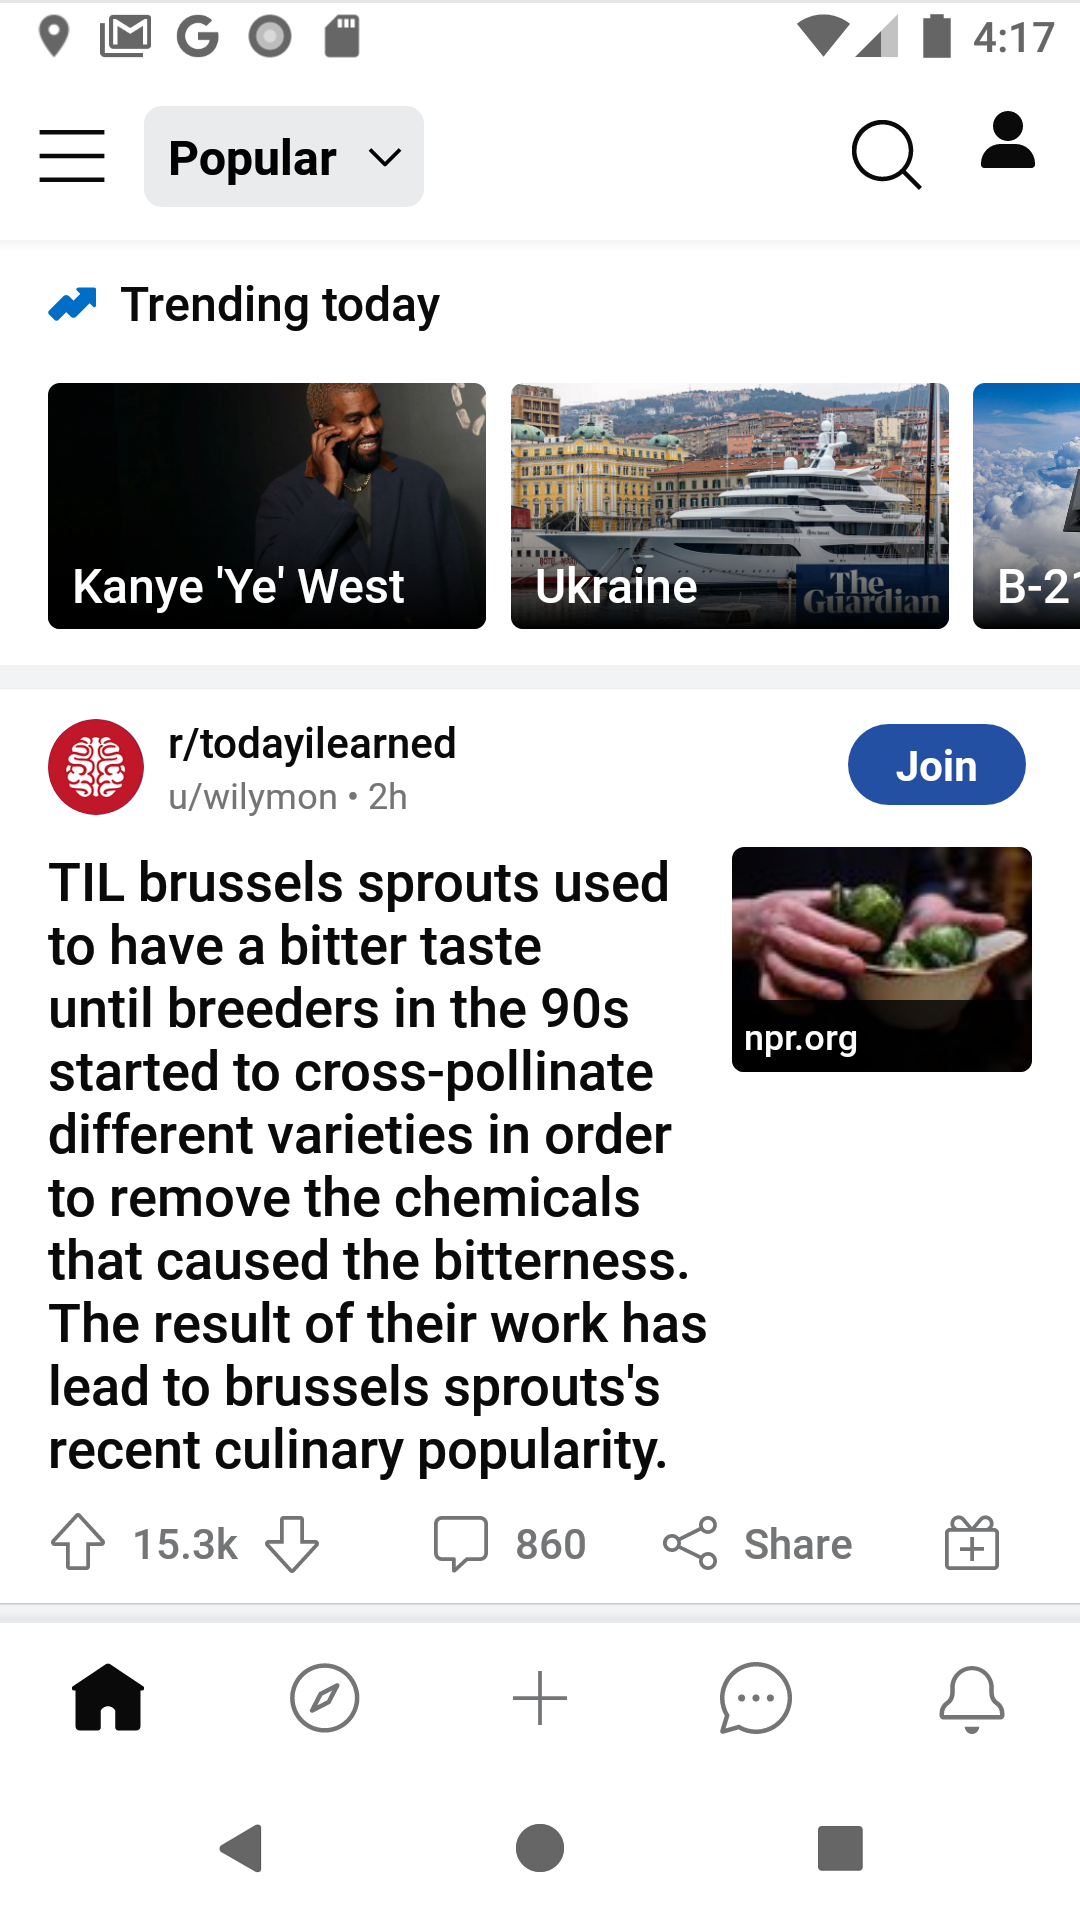 4:17
Popular
Trending today
Kanye 'Ye' West
Ukraine
The
Guardian
B-21
r/todayilearned
u/wilymon • 2h
Join
TIL brussels sprouts used
to have a bitter taste
until breeders in the 90s
started to cross-pollinate
different varieties in order
to remove the chemicals
that caused the bitterness.
The result of their work has
lead to brussels sprouts's
recent culinary popularity.
npr.org
15.3k
860
Share